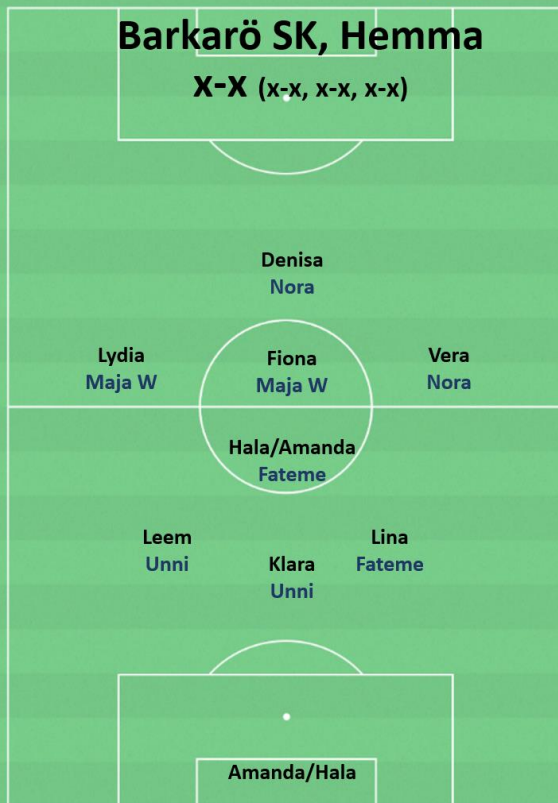 Barkarö SK, Hemma
x-x (x-x, x-x, x-x)
Denisa
Nora
Lydia
Maja W
Fiona
Maja W
Vera
Nora
Hala/Amanda
Fateme
Leem
Unni
Klara
Unni
Lina
Fateme
Amanda/Hala